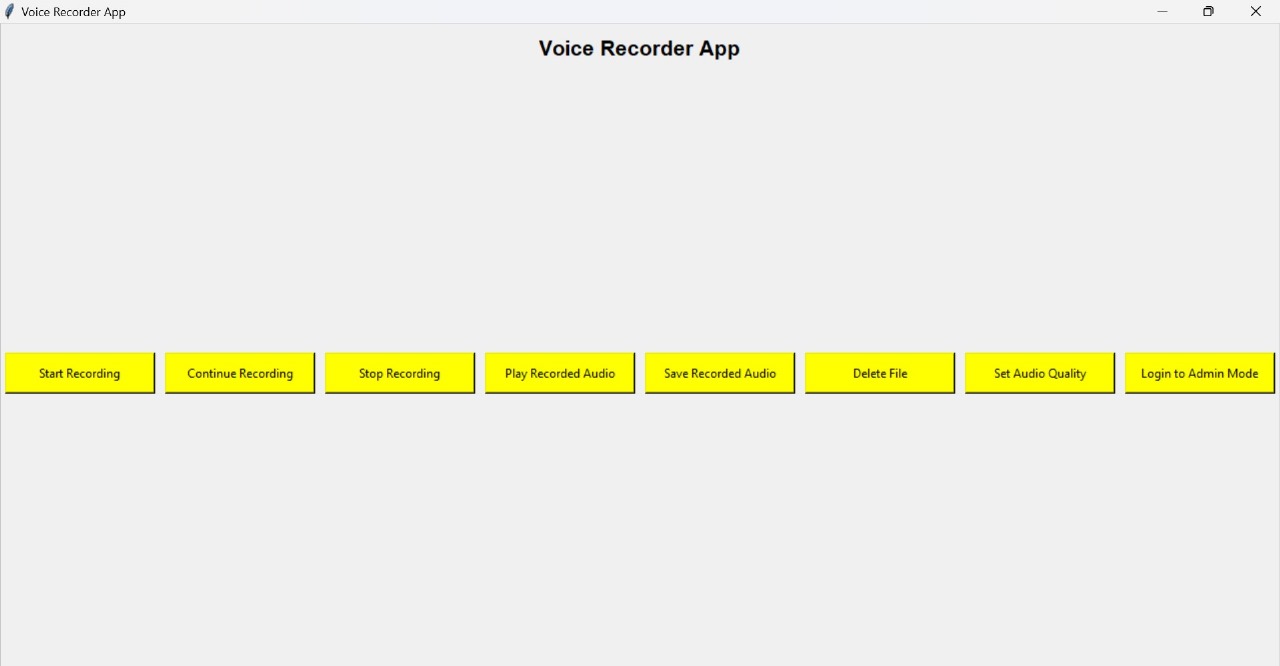 Voice Recorder App
Voice Recorder App
Start Recording
Continue Recording
Stop Recording
Play Recorded Audio
Save Recorded Audio
Delete File
Set Audio Quality
Login to Admin Mode